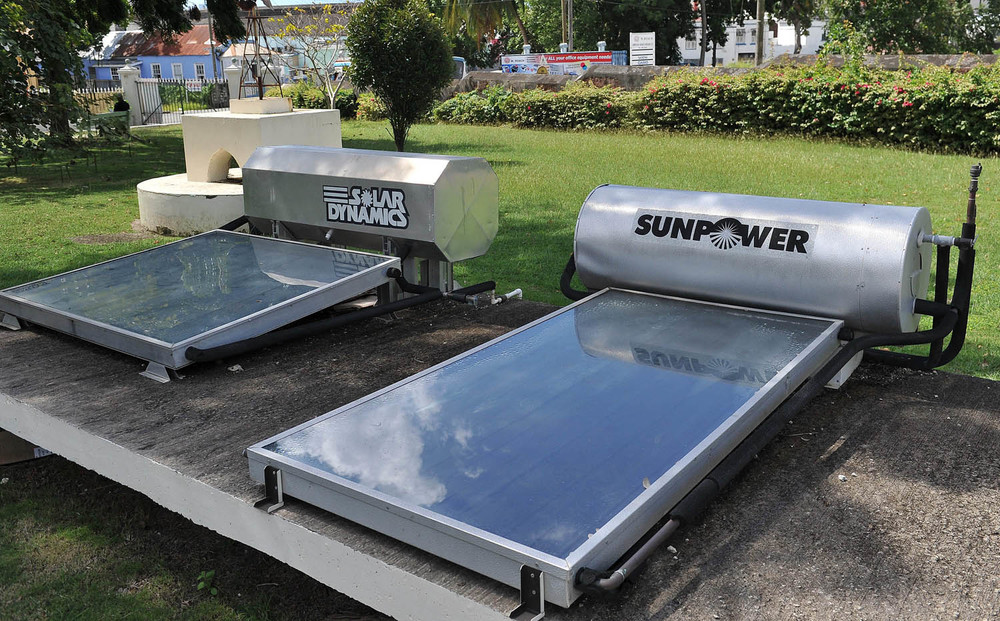 SOLAR
DYNAMICS
SUNPOWER
ALL your office equipment needs